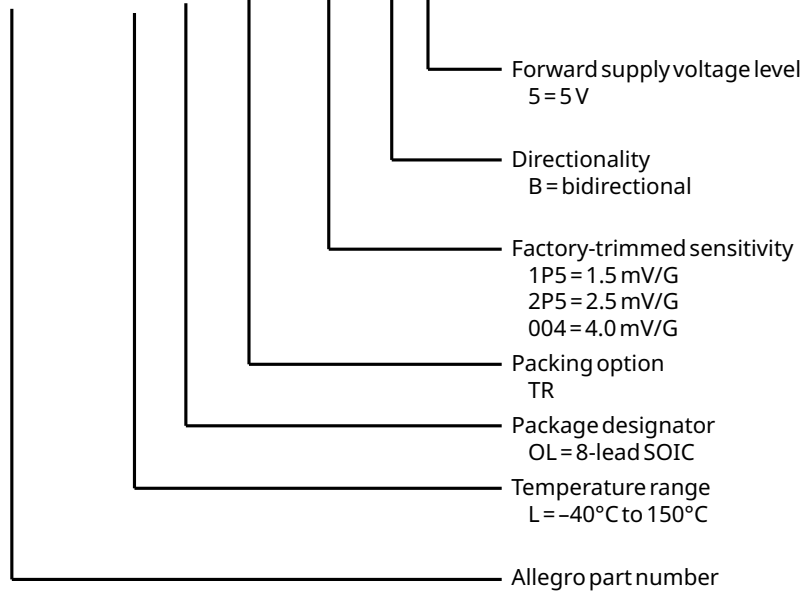 Forward supply voltage level
5 = 5 V
Directionality
B = bidirectional
Factory-trimmed sensitivity
1P5 = 1.5 mV/G
2P5 = 2.5 mV/G
004 = 4.0 mV/G
Packing option
TR
Package designator
OL = 8-lead SOIC
Temperature range
L = –40°C to 150°C
Allegro part number